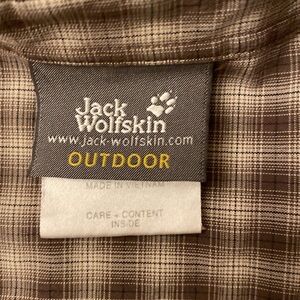 Jack
Wolfskin
www.jack-wolfskin.com
OUTDOOR
MADE IN VIETNAM
CARE + CONTENT
INSIDE